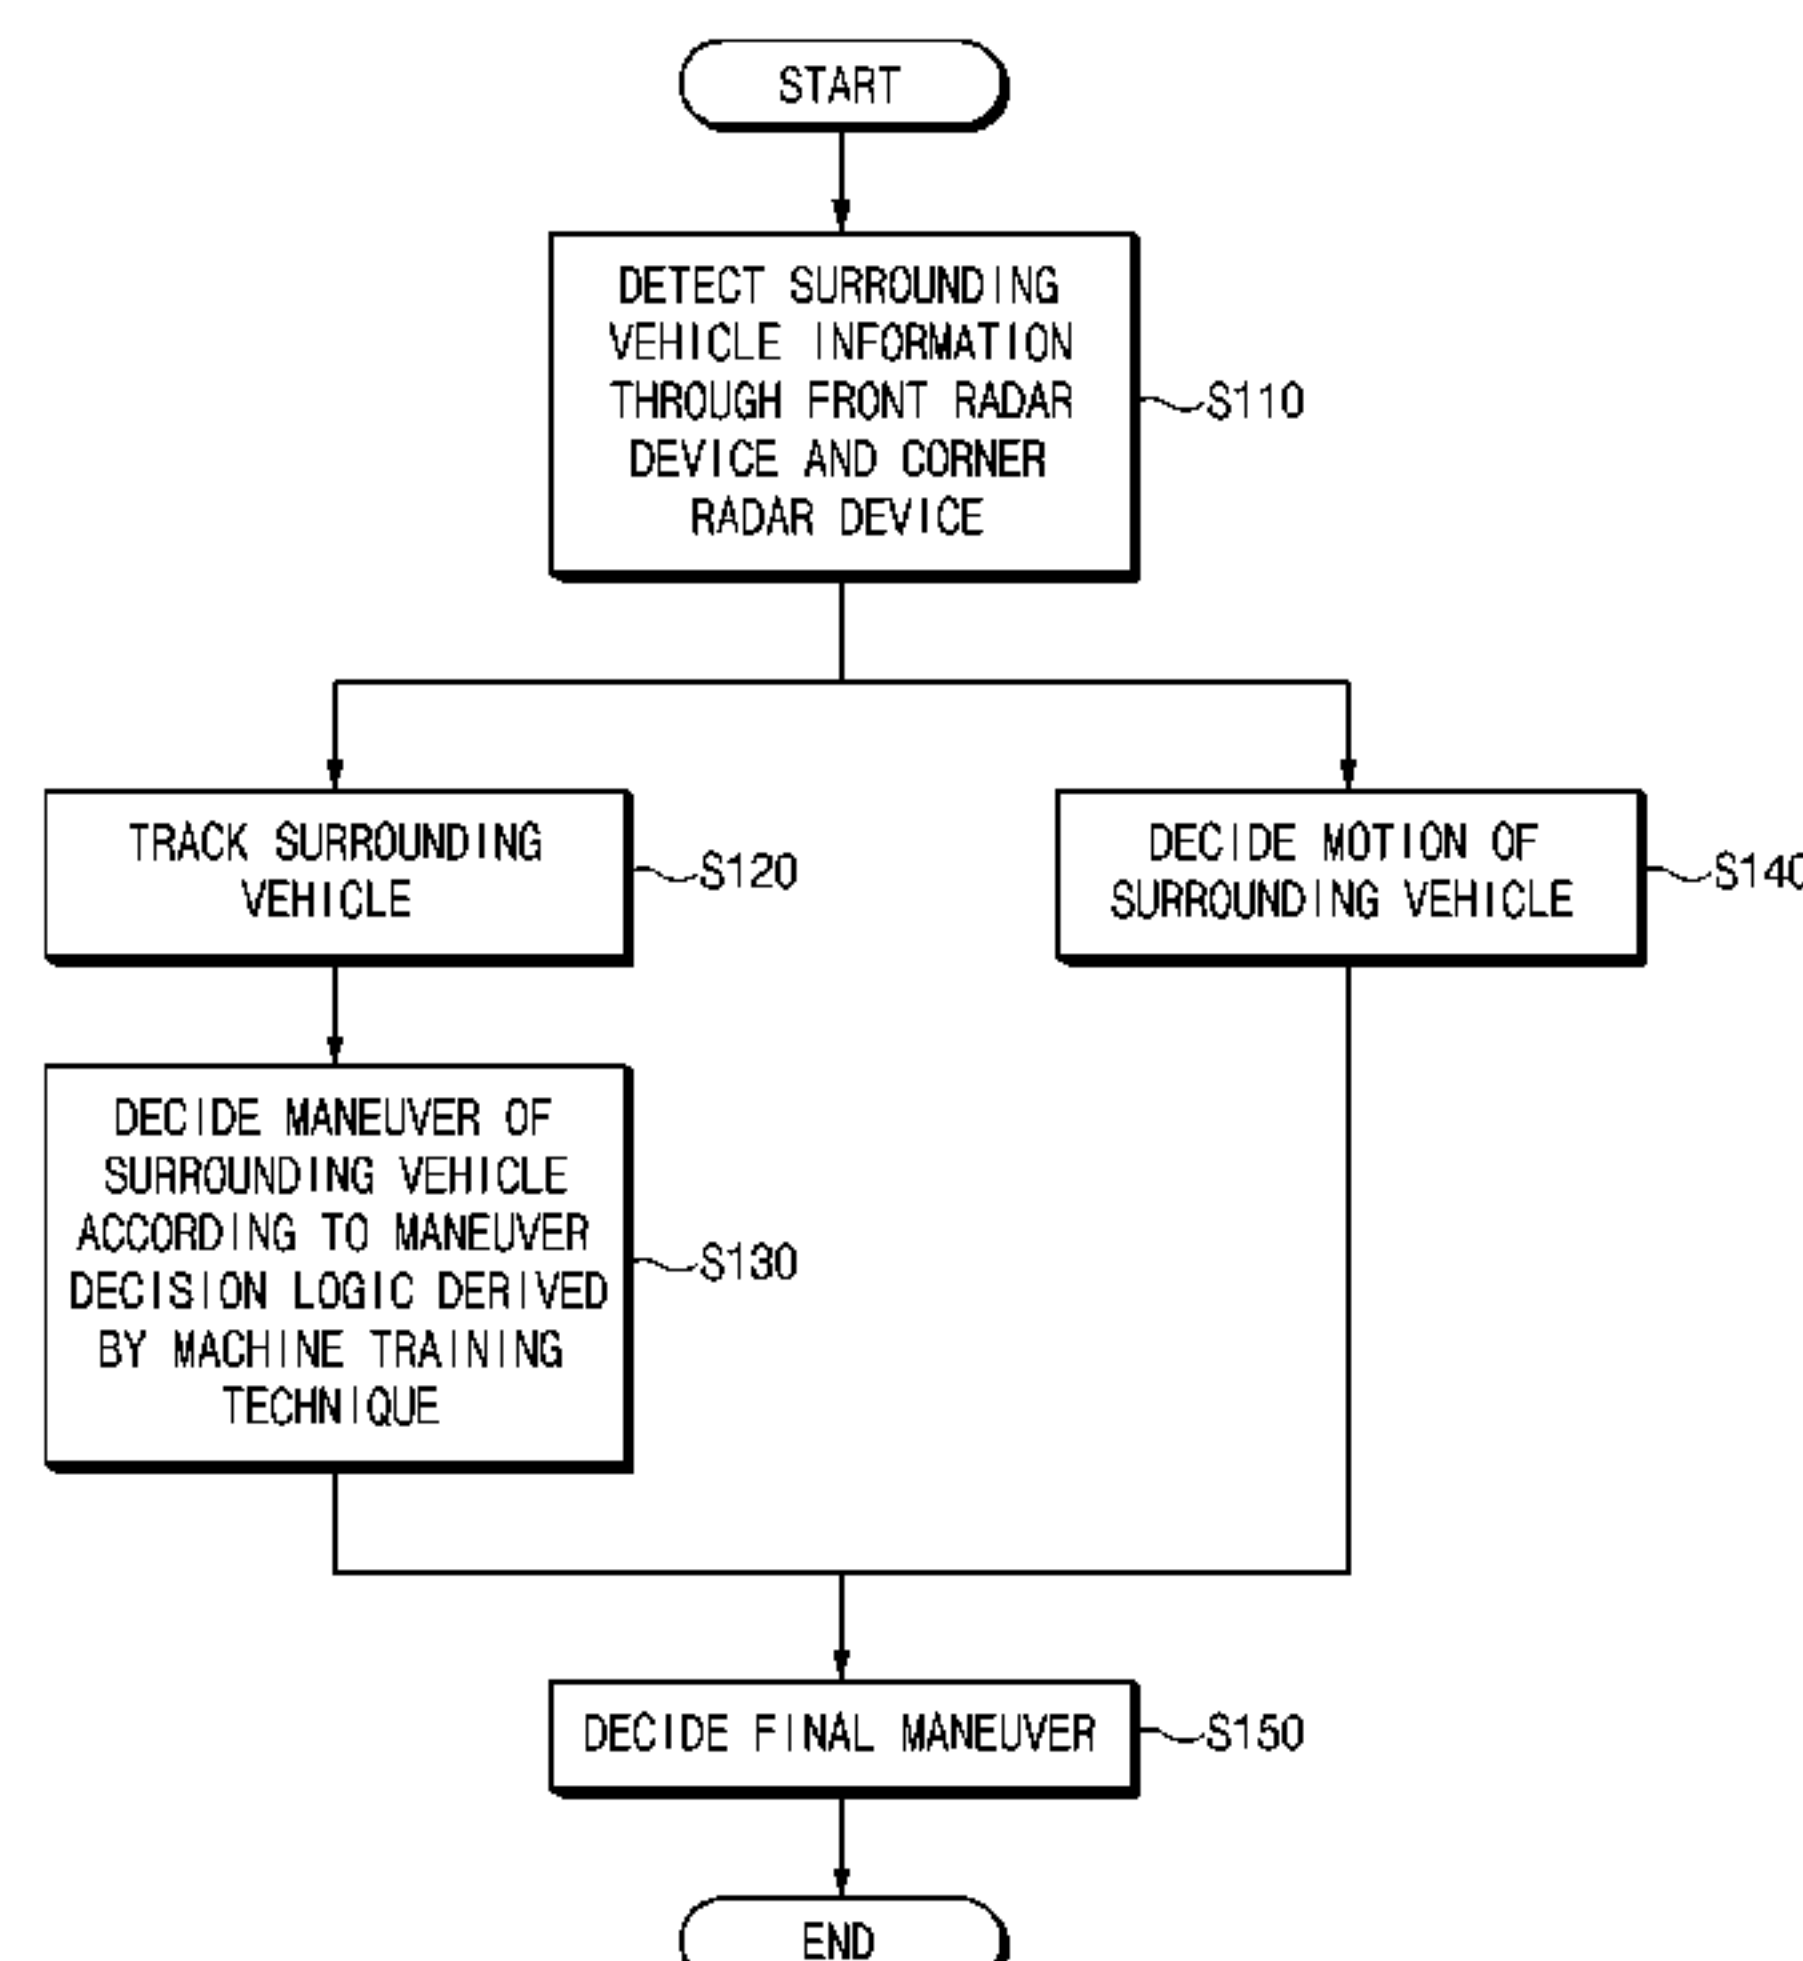 START
DETECT SURROUNDING
VEHICLE INFORMATION
THROUGH FRONT RADAR
DEVICE AND CORNER
RADAR DEVICE
S110
TRACK SURROUNDING
VEHICLE
S120
DECIDE MOTION OF
SURROUNDING VEHICLE
S140
DECIDE MANEUVER OF
SURROUNDING VEHICLE
ACCORDING TO MANEUVER
DECISION LOGIC DERIVED
BY MACHINE TRAINING
TECHNIQUE
S130
DECIDE FINAL MANEUVER
S150
END